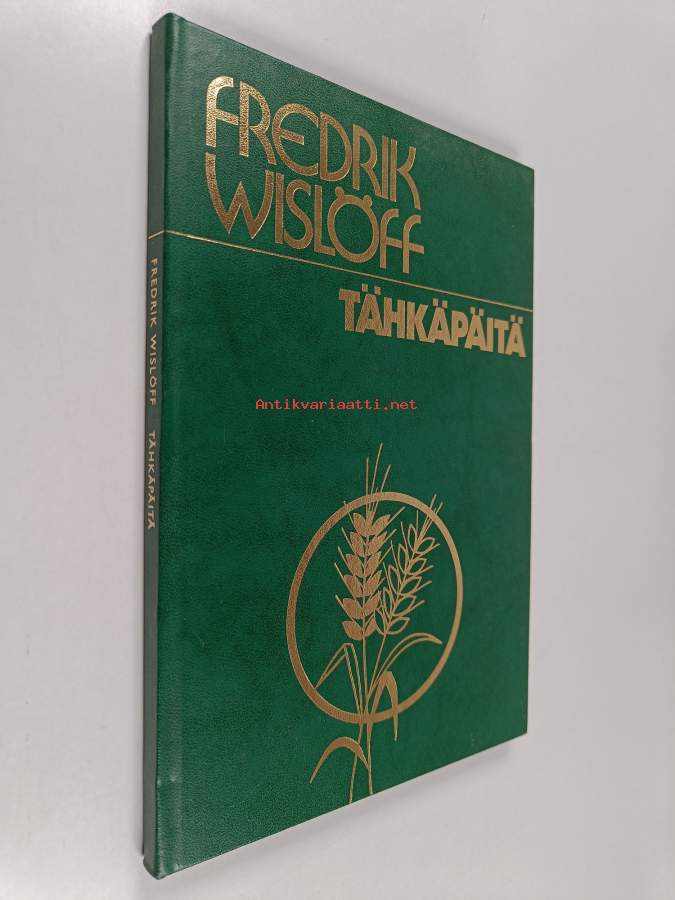 FREDRIK
WISLÖFF
TÄHKÄPÄITÄ
FREDRIK WISLÖFF TÄHKÄPÄITÄ
Antikvariaatti.net